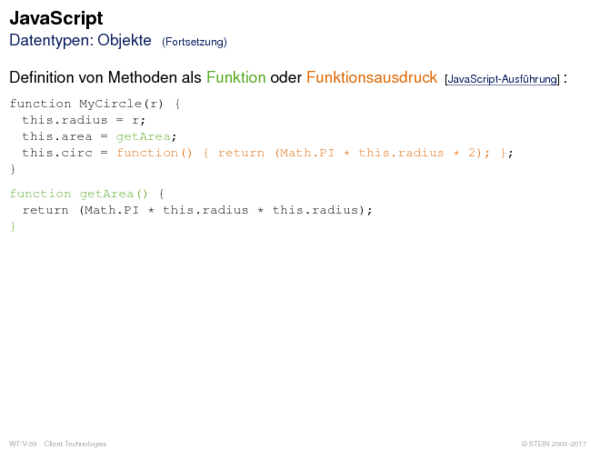 JavaScript
Datentypen: Objekte (Fortsetzung)
Definition von Methoden als Funktion oder Funktionsausdruck [JavaScript-Ausführung] :
function MyCircle(r) {
this.radius = r;
this.area = getArea;
this.circ = function() { return (Math.PI * this.radius * 2); };
}
function getArea() {
return (Math.PI * this.radius * this.radius);
}
WT:V-59 Client Technologies © STEIN 2005-2017